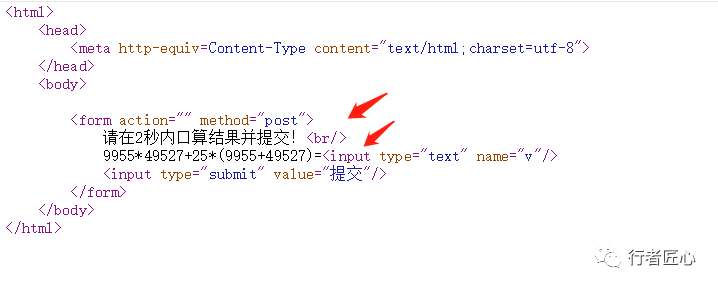 <html>
<head>
<meta http-equiv=Content-Type content="text/html;charset=utf-8">
</head>
<body>
<form action="" method="post">
请在2秒内口算结果并提交！<br/>
9955*49527+25*(9955+49527)=<input type="text" name="v"/>
<input type="submit" value="提交"/>
</form>
</body>
</html>
行者匠心